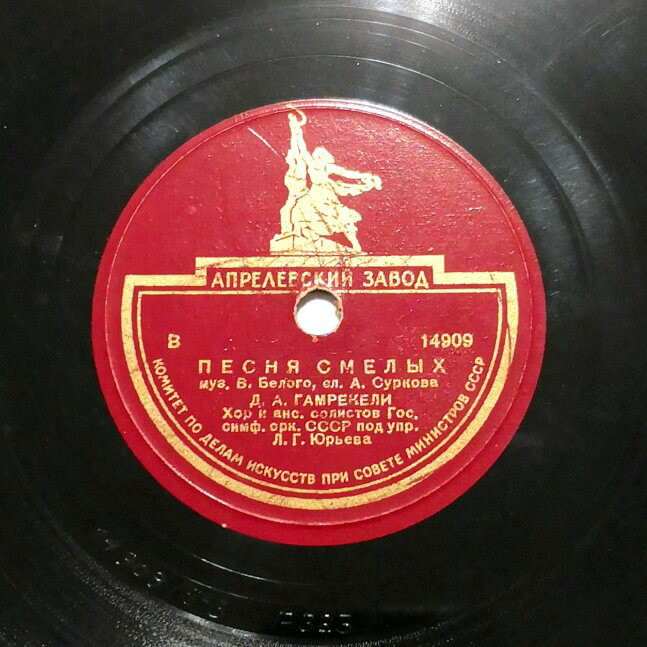 АПРЕЛЕВСКИЙ ЗАВОД
В 14909
ПЕСНЯ СМЕЛЫХ
муз. В. Белого, сл. А. Суркова
Д. А. ГАМРЕКЕЛИ
Хор и анс. солистов Гос.
симф. орк. СССР под упр.
Л. Г. Юрьева
КОМИТЕТ ПО ДЕЛАМ ИСКУССТВ ПРИ СОВЕТЕ МИНИСТРОВ СССР